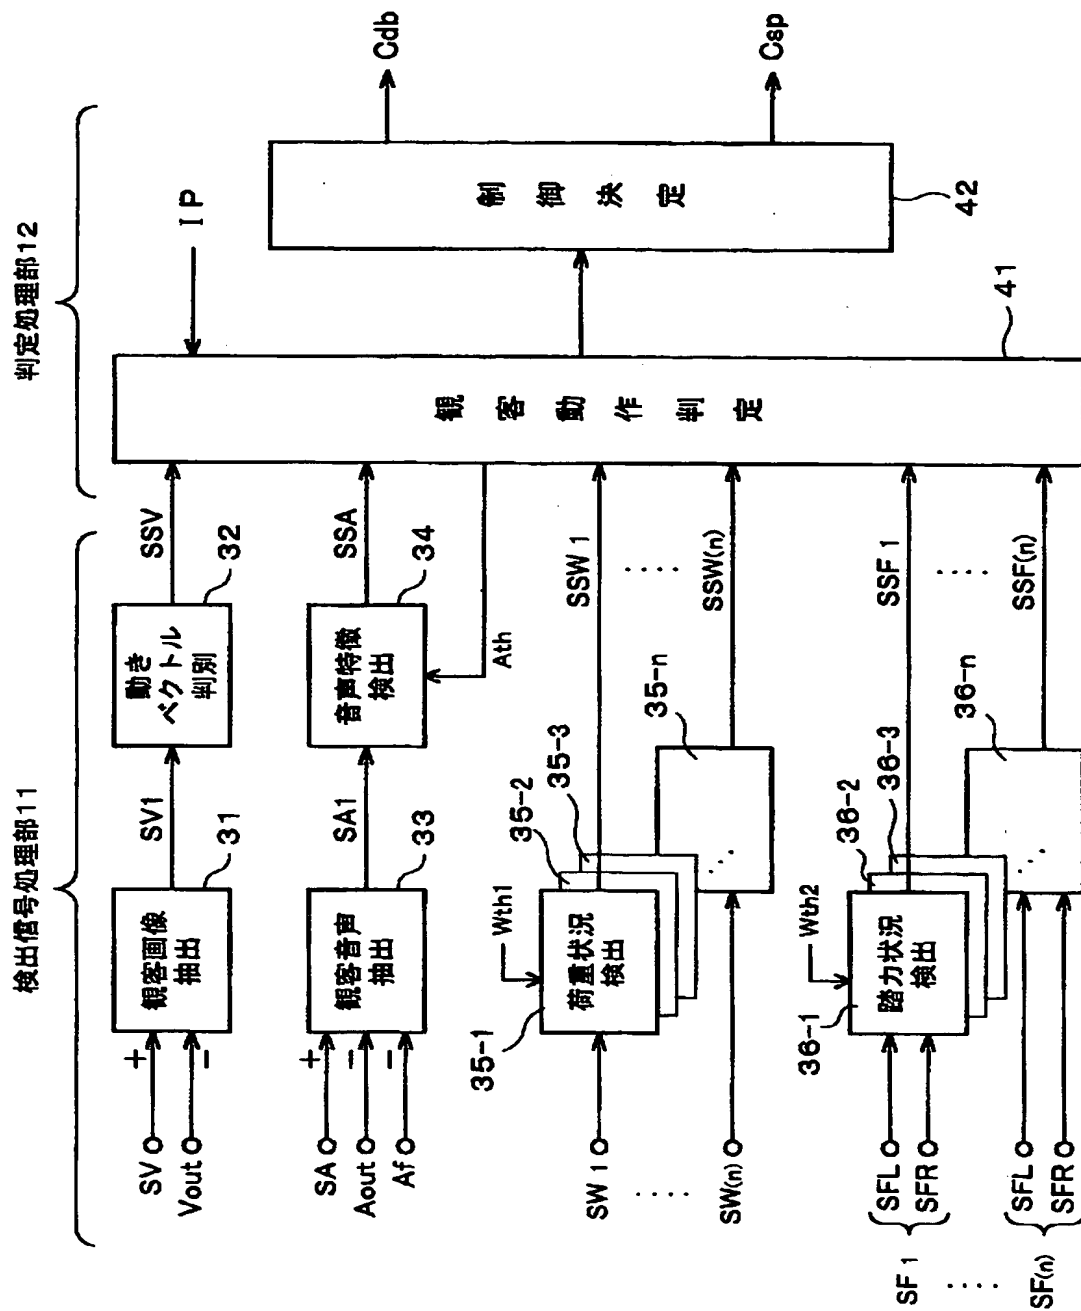 検出信号処理部11
判定処理部12
SV
Vout
+
−
観客画像
抽出
31
SV1
動き
ベクトル
判別
32
SSV
IP
SA
Aout
Af
+
−
−
観客音声
抽出
33
SA1
音声特徴
検出
34
SSA
Ath
SW1
‥‥
SW(n)
Wth1
荷重状況
検出
35-1
35-2
35-3
35-n
SSW1
‥‥
SSW(n)
SFL
SFR
SF1
‥‥
SFL
SFR
SF(n)
Wth2
踏力状況
検出
36-1
36-2
36-3
36-n
SSF1
‥‥
SSF(n)
観客動作判定
41
制御決定
42
Cdb
Csp